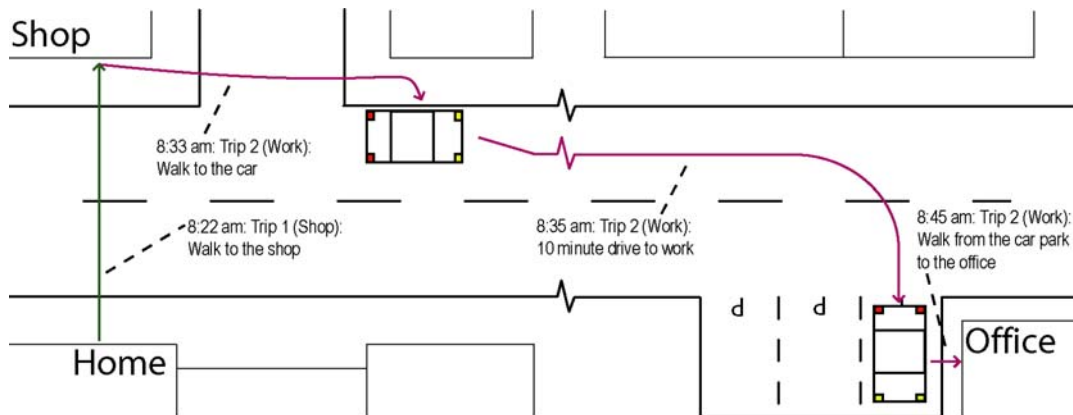 Shop
8:33 am: Trip 2 (Work):
Walk to the car
8:22 am: Trip 1 (Shop):
Walk to the shop
8:35 am: Trip 2 (Work):
10 minute drive to work
8:45 am: Trip 2 (Work):
Walk from the car park
to the office
P
P
Home
Office